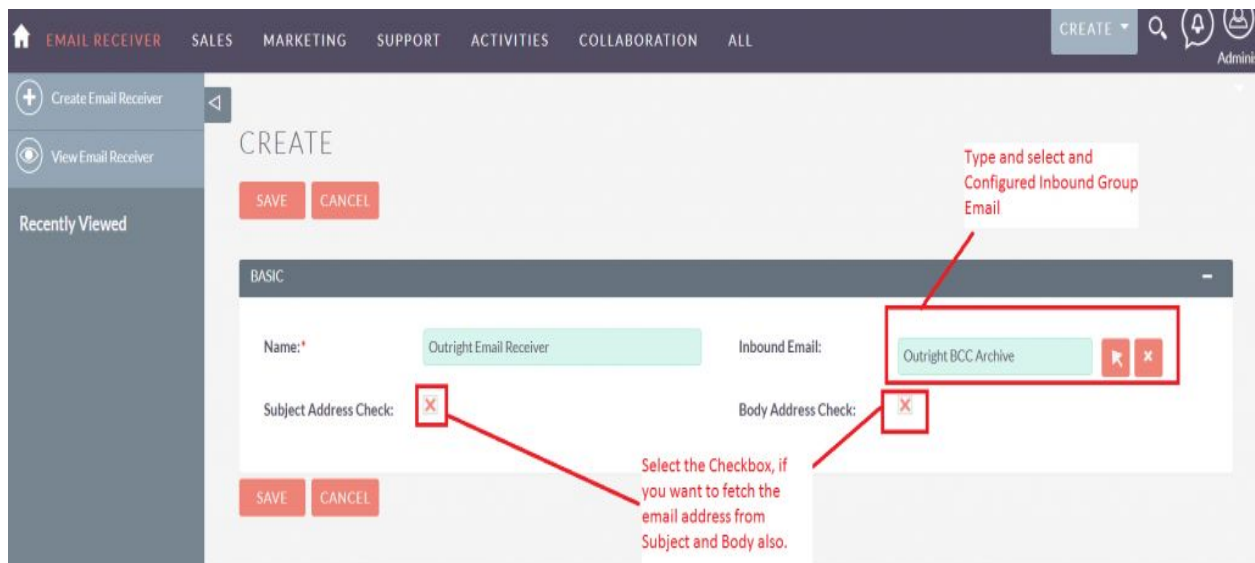 EMAIL RECEIVER SALES MARKETING SUPPORT ACTIVITIES COLLABORATION ALL CREATE
Adminis
Create Email Receiver
View Email Receiver
Recently Viewed
CREATE
SAVE CANCEL
Type and select and
Configured Inbound Group
Email
BASIC
Name:* Outright Email Receiver Inbound Email: Outright BCC Archive
Subject Address Check: Body Address Check:
Select the Checkbox, if
you want to fetch the
email address from
Subject and Body also.
SAVE CANCEL